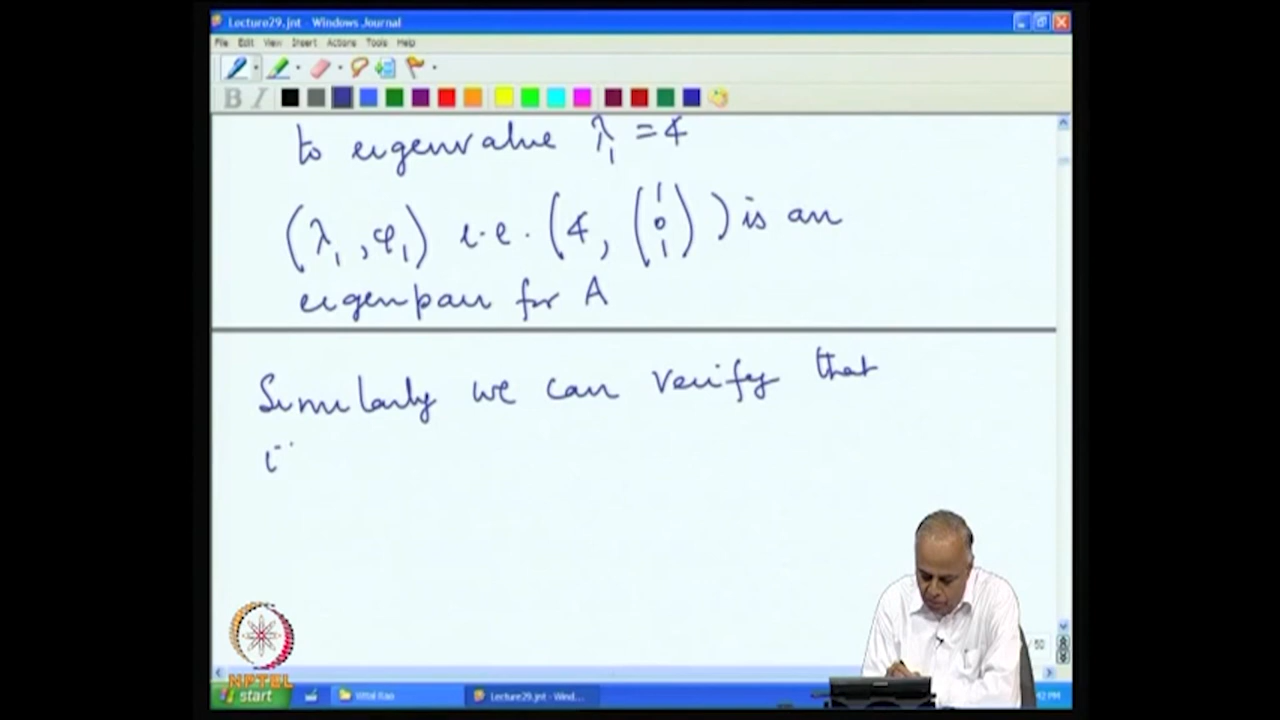 Lecture29.jnt - Windows Journal
File Edit View Insert Actions Tools Help
B I
to eigenvalue λ₁ = 4
(λ₁, φ₁) i.e. (4, (1 0 1)) is an
eigenpair for A
Similarly we can verify that
/ 50
NPTEL
start
Vittal Rao
Lecture29.jnt - Wind...